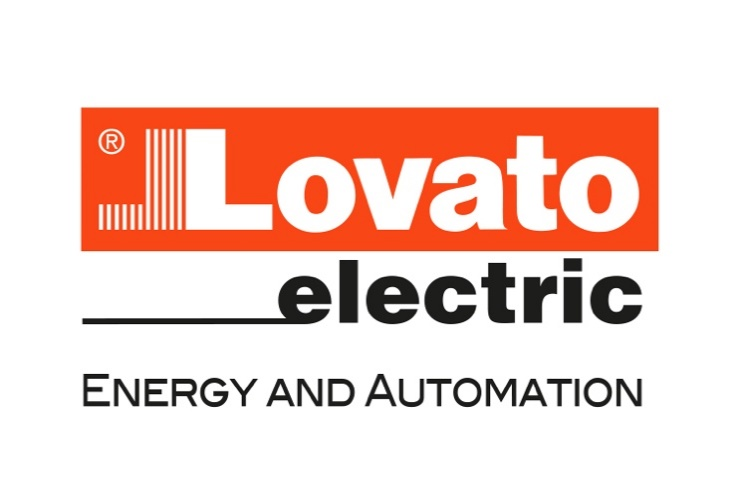 ® Lovato
electric
ENERGY AND AUTOMATION